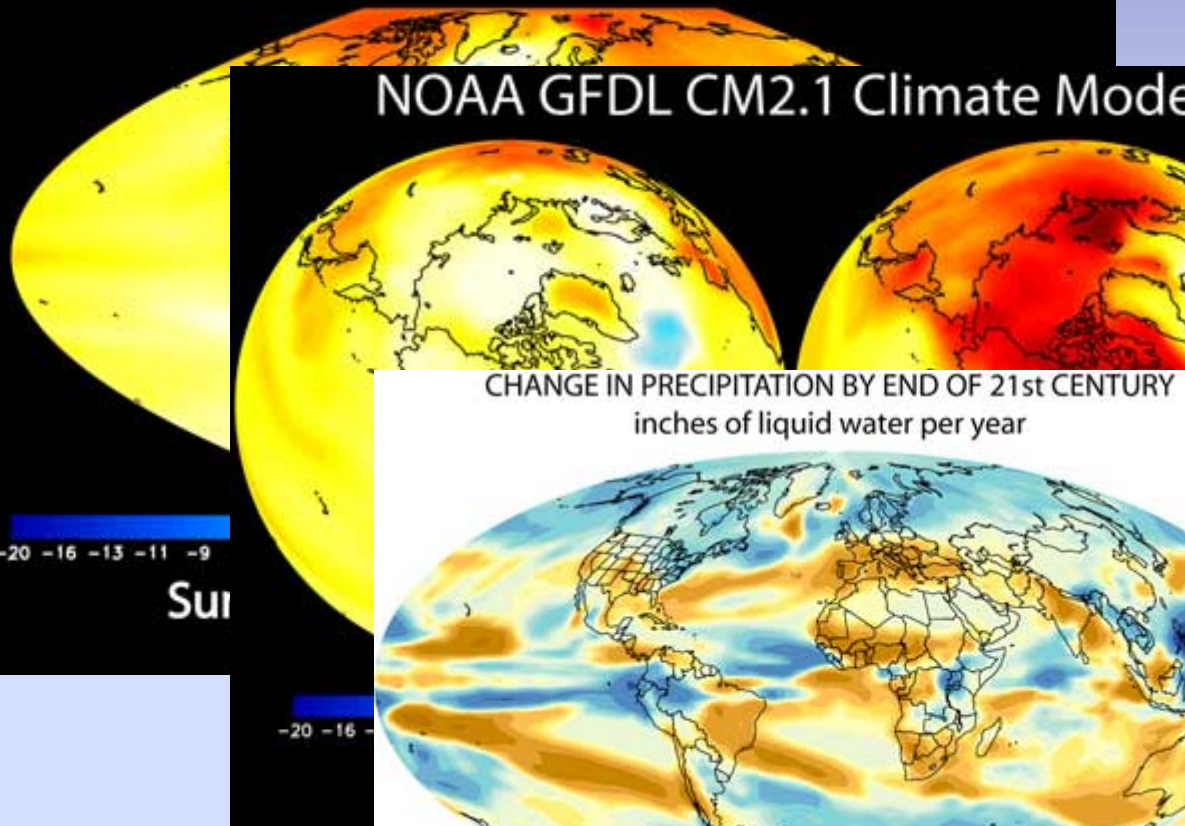 NOAA GFDL CM2.1 Climate Mode
CHANGE IN PRECIPITATION BY END OF 21st CENTURY
inches of liquid water per year
-20 -16 -13 -11 -9
Sur
-20 -16 -